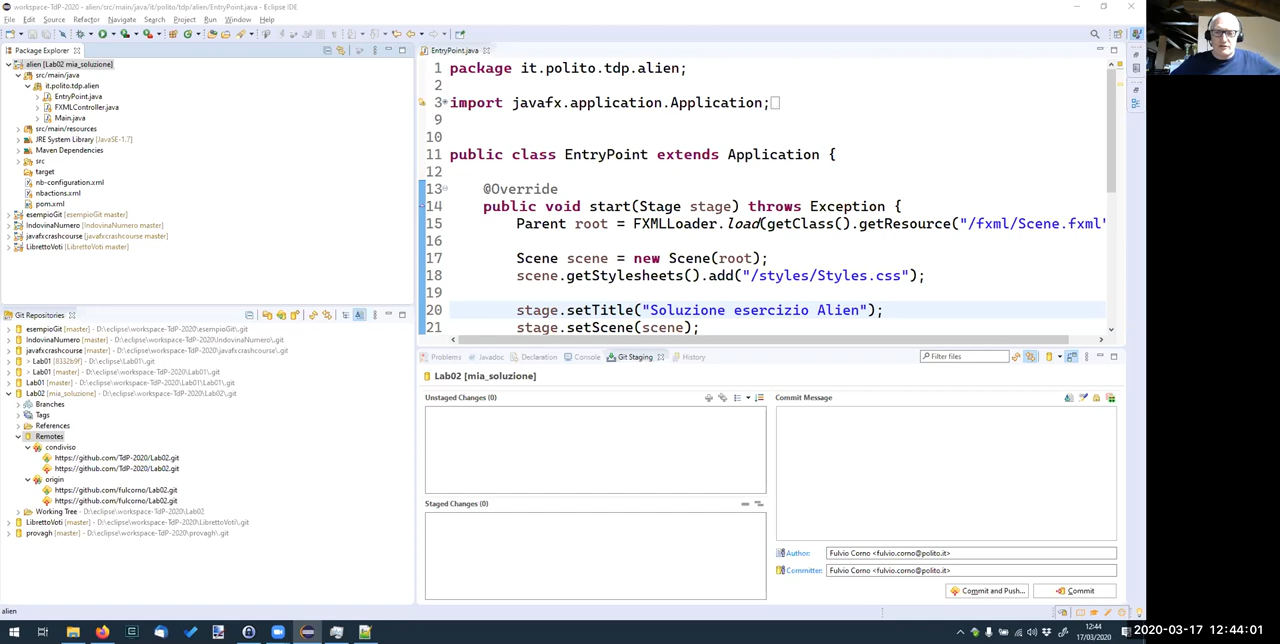 workspace-TdP-2020 - alien/src/main/java/it/polito/tdp/alien/EntryPoint.java - Eclipse IDE
File Edit Source Refactor Navigate Search Project Run Window Help
Package Explorer
alien [Lab02 mia_soluzione]
src/main/java
it.polito.tdp.alien
EntryPoint.java
FXMLController.java
Main.java
src/main/resources
JRE System Library [JavaSE-1.7]
Maven Dependencies
src
target
nb-configuration.xml
nbactions.xml
pom.xml
esempioGit [esempioGit master]
IndovinaNumero [IndovinaNumero master]
javafxcrashcourse [javafxcrashcourse master]
LibrettoVoti [LibrettoVoti master]
Git Repositories
esempioGit [master] - D:\eclipse\workspace-TdP-2020\esempioGit\.git
IndovinaNumero [master] - D:\eclipse\workspace-TdP-2020\IndovinaNumero\.git
javafxcrashcourse [master] - D:\eclipse\workspace-TdP-2020\javafxcrashcourse\.git
> Lab01 [8332b9f] - D:\eclipse\Lab01\.git
> Lab01 [master] - D:\eclipse\workspace-TdP-2020\Lab01\.git
Lab01 [master] - D:\eclipse\workspace-TdP-2020\Lab01\Lab01\.git
Lab02 [mia_soluzione] - D:\eclipse\workspace-TdP-2020\Lab02\.git
Branches
Tags
References
Remotes
condiviso
https://github.com/TdP-2020/Lab02.git
https://github.com/TdP-2020/Lab02.git
origin
https://github.com/fulcorno/Lab02.git
https://github.com/fulcorno/Lab02.git
Working Tree - D:\eclipse\workspace-TdP-2020\Lab02
LibrettoVoti [master] - D:\eclipse\workspace-TdP-2020\LibrettoVoti\.git
provagh [master] - D:\eclipse\workspace-TdP-2020\provagh\.git
EntryPoint.java
1 package it.polito.tdp.alien;
2
3 import javafx.application.Application;
9
10
11 public class EntryPoint extends Application {
12
13 @Override
14 public void start(Stage stage) throws Exception {
15 Parent root = FXMLLoader.load(getClass().getResource("/fxml/Scene.fxml"
16
17 Scene scene = new Scene(root);
18 scene.getStylesheets().add("/styles/Styles.css");
19
20 stage.setTitle("Soluzione esercizio Alien");
21 stage.setScene(scene);
Problems Javadoc Declaration Console Git Staging History
Filter files
Lab02 [mia_soluzione]
Unstaged Changes (0)
Staged Changes (0)
Commit Message
Author: Fulvio Corno <fulvio.corno@polito.it>
Committer: Fulvio Corno <fulvio.corno@polito.it>
Commit and Push... Commit
alien
12:44
17/03/2020
2020-03-17 12:44:01